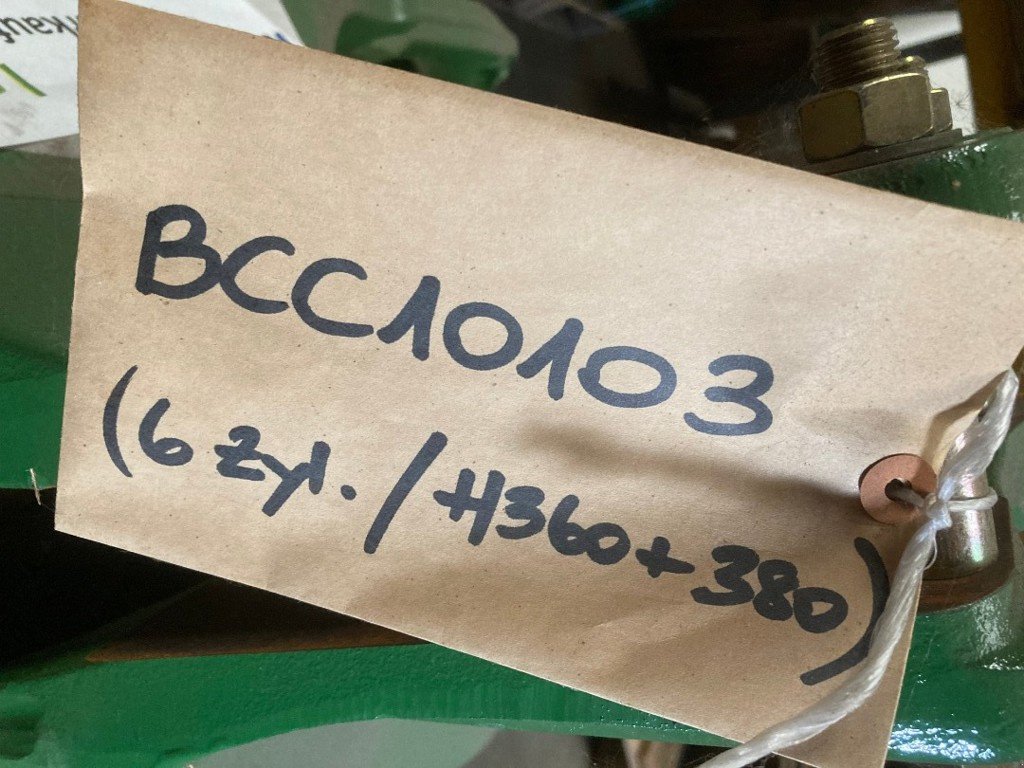 BCC10103
(6 Zyl. / H360+380)